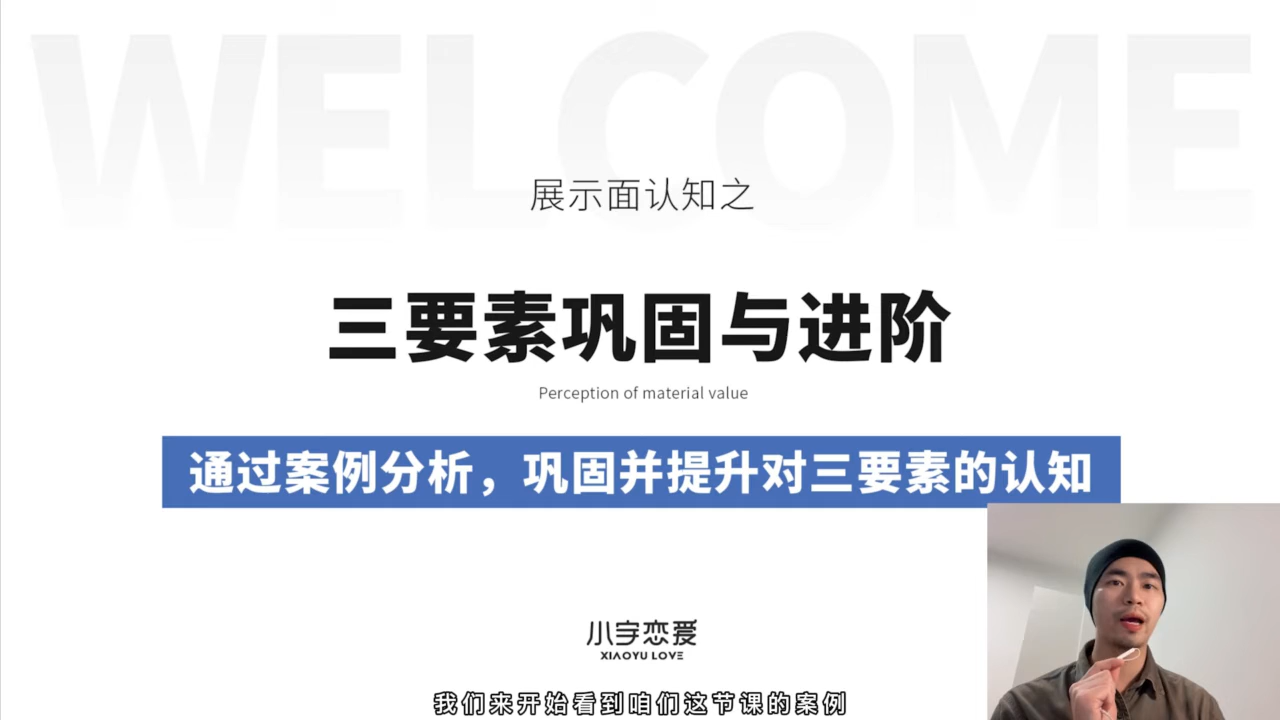 WELCOME
展示面认知之
三要素巩固与进阶
Perception of material value
通过案例分析，巩固并提升对三要素的认知
小宇恋爱
XIAOYU LOVE
我们来开始看到咱们这节课的案例